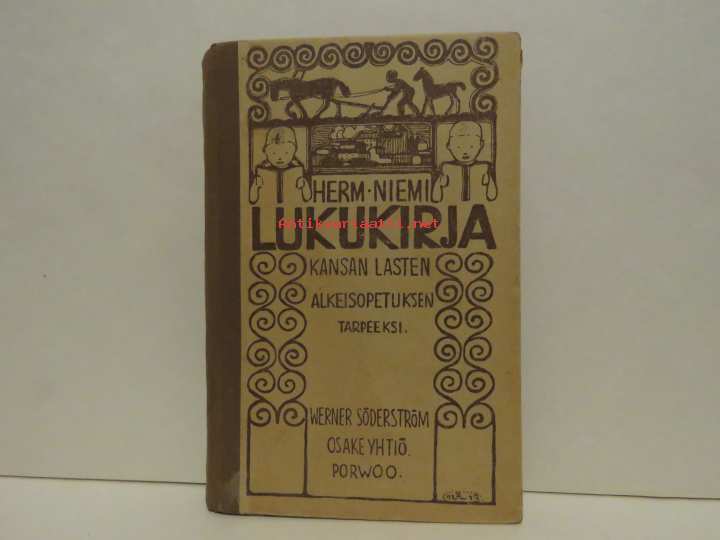 HERM · NIEMI
Antikvariaatti.net
LUKUKIRJA
KANSAN LASTEN
ALKEISOPETUKSEN
TARPEEKSI.
WERNER SÖDERSTRÖM
OSAKEYHTIÖ.
PORWOO.